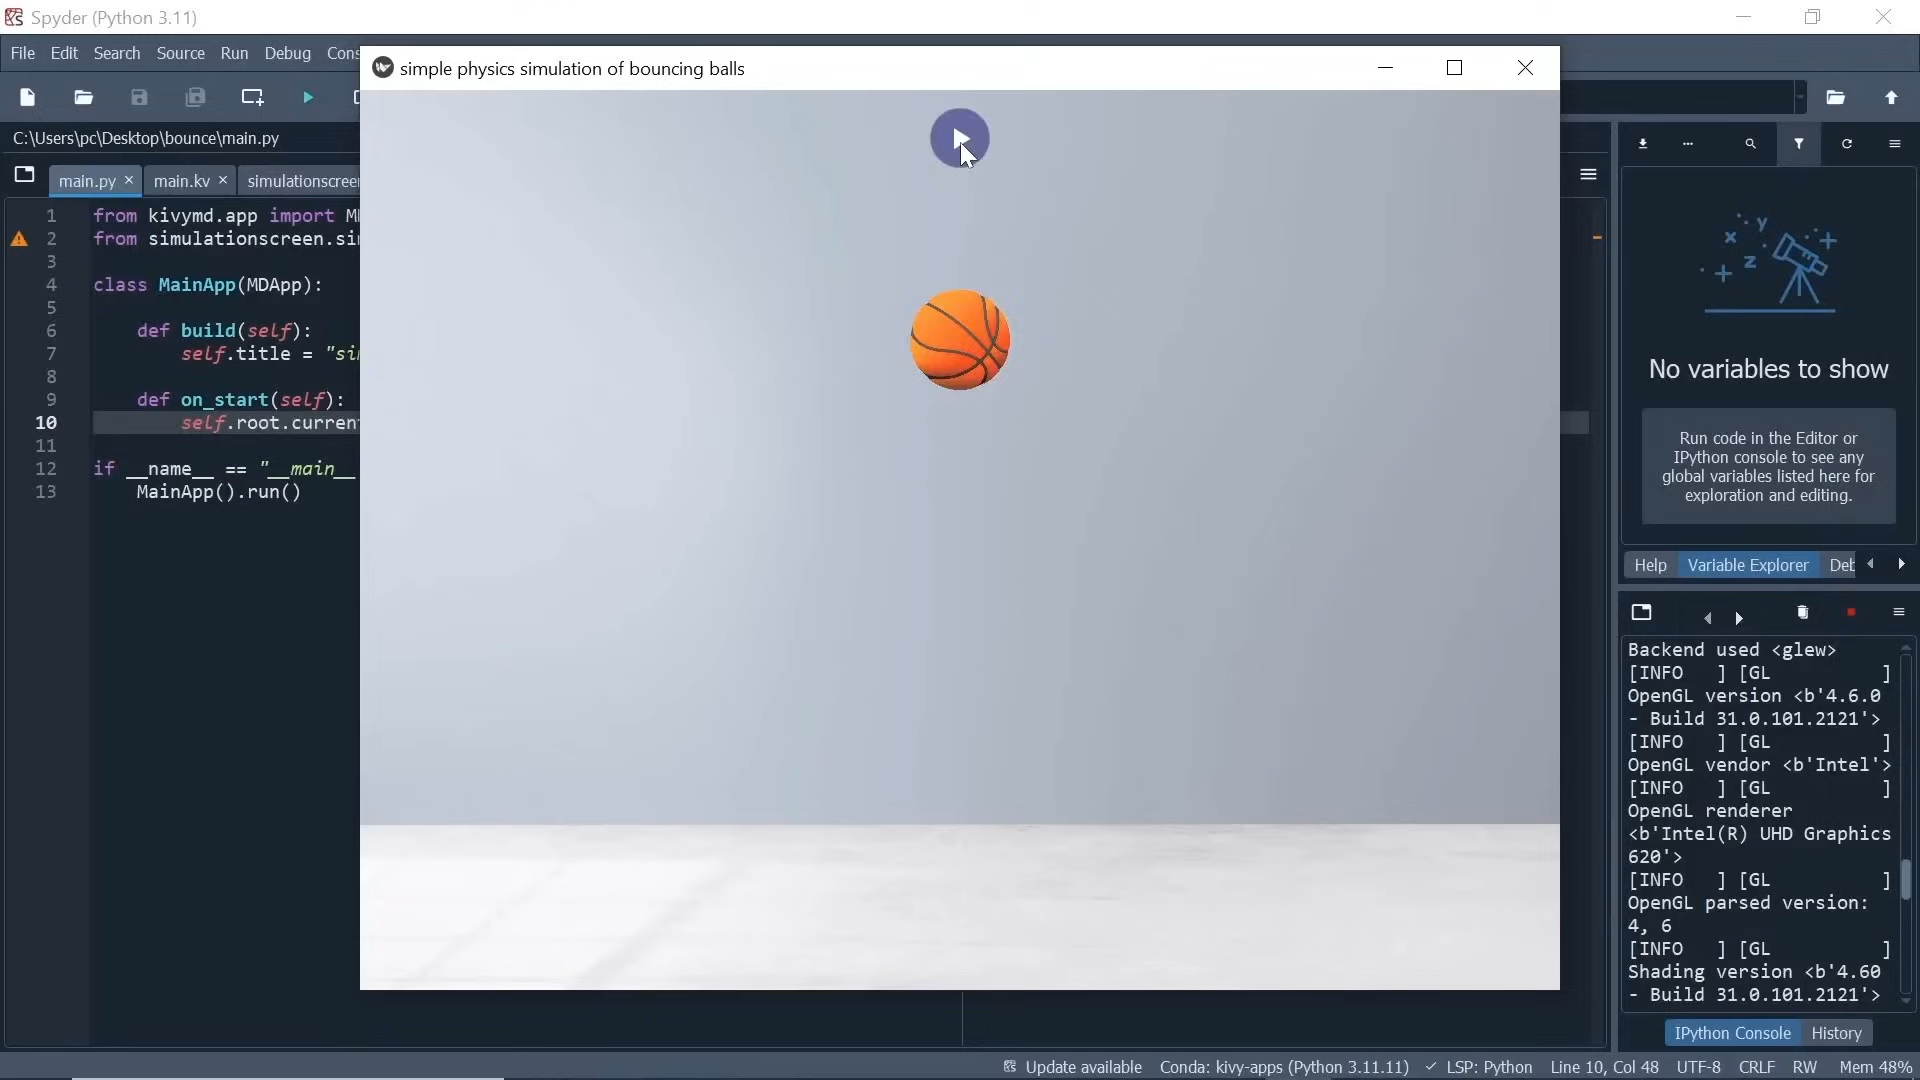 Spyder (Python 3.11)
File Edit Search Source Run Debug Cons
simple physics simulation of bouncing balls
C:\Users\pc\Desktop\bounce\main.py
main.py
main.kv
simulationscree
1 from kivymd.app import M
2 from simulationscreen.si
3
4 class MainApp(MDApp):
5
6 def build(self):
7 self.title = "si
8
9 def on_start(self):
10 self.root.curren
11
12 if __name__ == "__main__
13 MainApp().run()
No variables to show
Run code in the Editor or
IPython console to see any
global variables listed here for
exploration and editing.
Help Variable Explorer Deb
Backend used <glew>
[INFO   ] [GL           ]
OpenGL version <b'4.6.0
- Build 31.0.101.2121'>
[INFO   ] [GL           ]
OpenGL vendor <b'Intel'>
[INFO   ] [GL           ]
OpenGL renderer
<b'Intel(R) UHD Graphics
620'>
[INFO   ] [GL           ]
OpenGL parsed version:
4, 6
[INFO   ] [GL           ]
Shading version <b'4.60
- Build 31.0.101.2121'>
IPython Console History
Update available Conda: kivy-apps (Python 3.11.11) ✓ LSP: Python Line 10, Col 48 UTF-8 CRLF RW Mem 48%